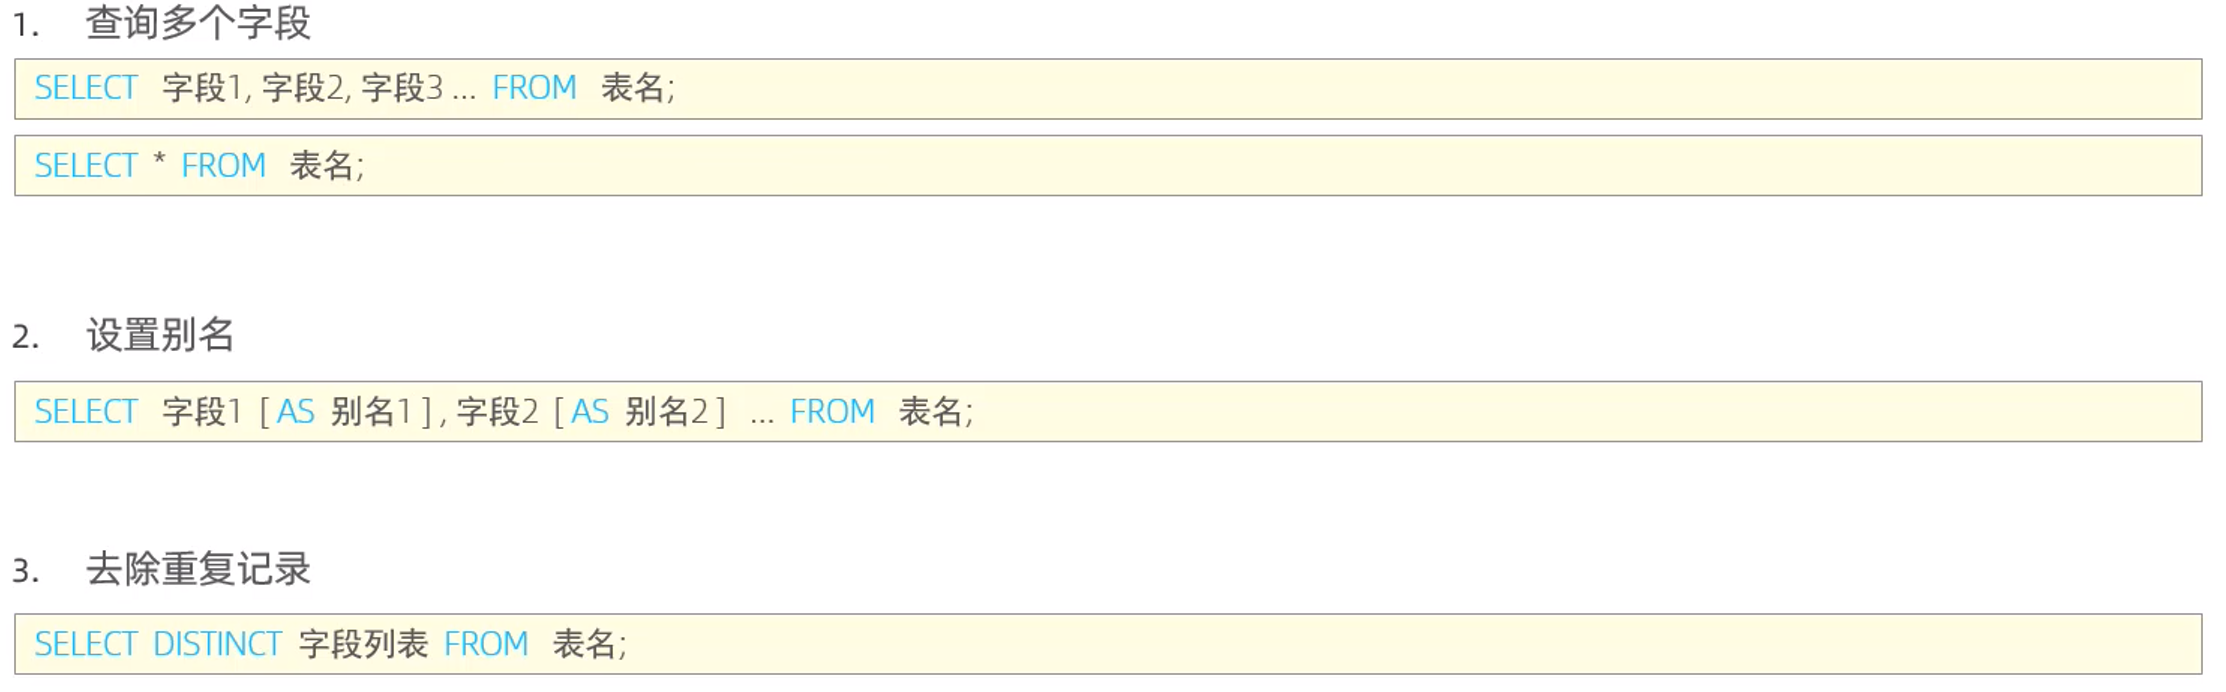 1. 查询多个字段
SELECT 字段1, 字段2, 字段3 ... FROM 表名;
SELECT * FROM 表名;
2. 设置别名
SELECT 字段1 [ AS 别名1 ] , 字段2 [ AS 别名2 ] ... FROM 表名;
3. 去除重复记录
SELECT DISTINCT 字段列表 FROM 表名;